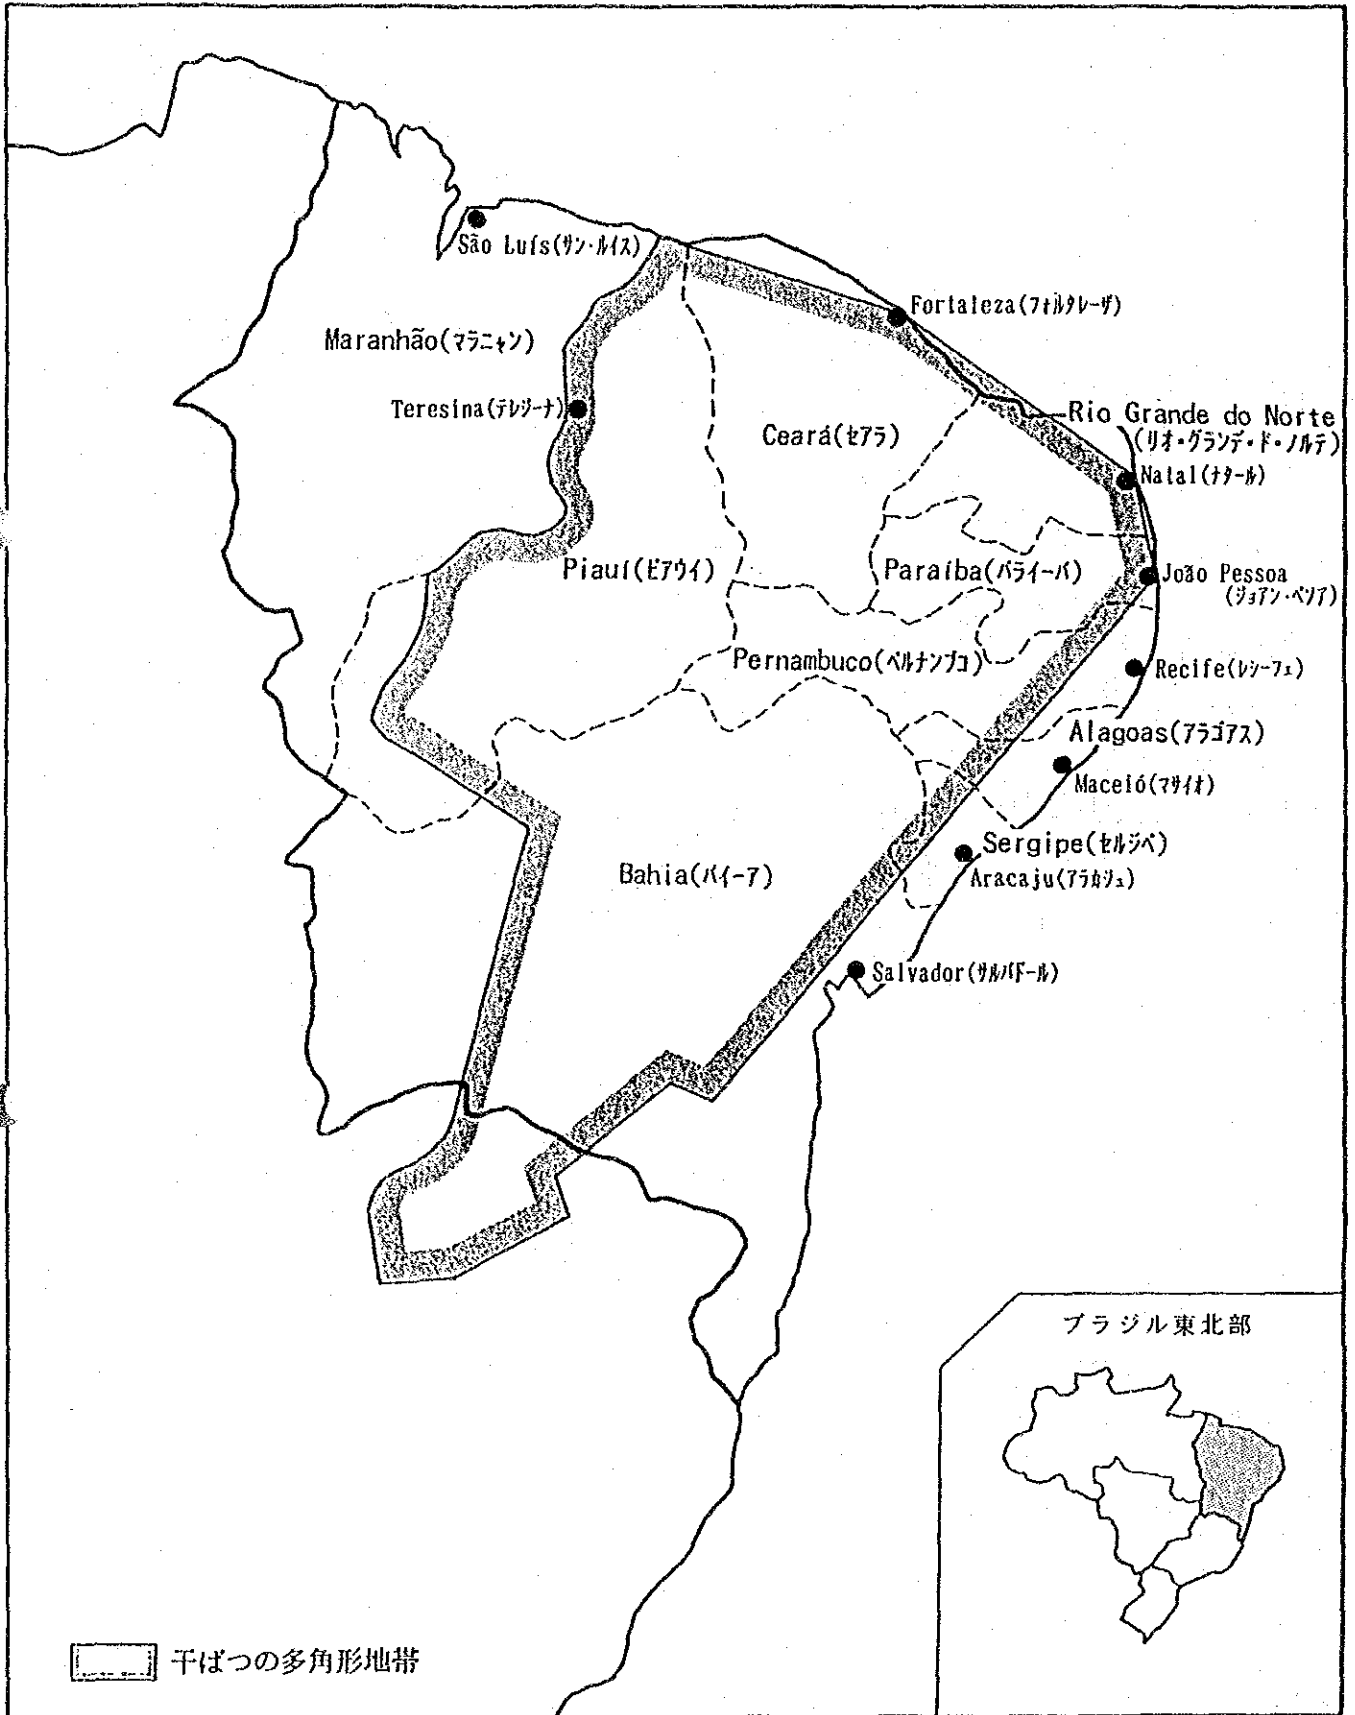 São Luís(サン・ルイス)
Fortaleza(フォルタレーザ)
Maranhão(マラニャン)
Teresina(テレジーナ)
Ceará(セアラ)
Rio Grande do Norte
(リオ・グランデ・ド・ノルテ)
Natal(ナタール)
Piauí(ピアウイ)
Paraíba(パライーバ)
João Pessoa
(ジョアン・ペソア)
Pernambuco(ペルナンブコ)
Recife(レシーフェ)
Alagoas(アラゴアス)
Maceió(マサイオ)
Sergipe(セルジペ)
Bahia(バイーア)
Aracaju(アラカジュ)
Salvador(サルバドール)
ブラジル東北部
干ばつの多角形地帯